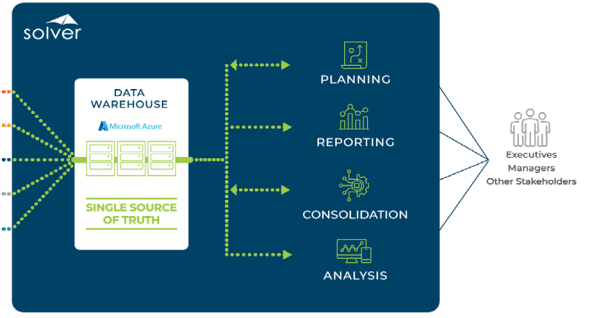 solver
DATA
WAREHOUSE
Microsoft Azure
SINGLE SOURCE
OF TRUTH
PLANNING
REPORTING
CONSOLIDATION
ANALYSIS
Executives
Managers
Other Stakeholders